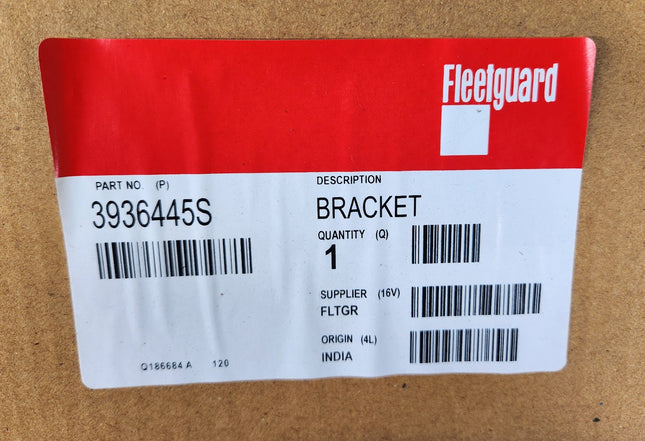 Fleetguard
PART NO. (P)
3936445S
DESCRIPTION
BRACKET
QUANTITY (Q)
1
SUPPLIER (16V)
FLTGR
ORIGIN (4L)
INDIA
Q186684 A 120